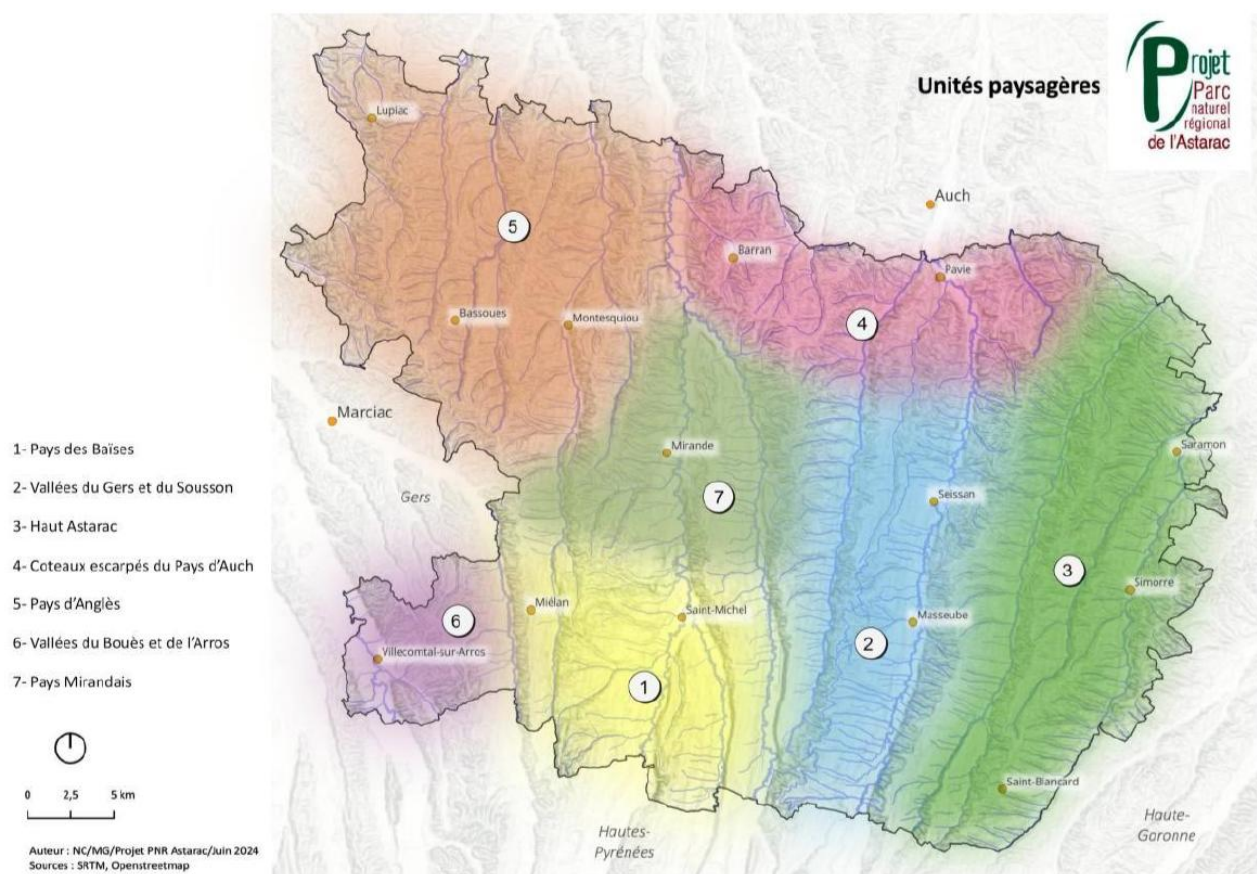 Unités paysagères
Projet
Parc
naturel
régional
de l'Astarac
Lupiac
Auch
5
Barran
Pavie
Bassoues
Montesquiou
4
Marciac
Mirande
Saramon
Gers
7
Seissan
3
Simorre
Miélan
Saint-Michel
6
Masseube
Villecomtal-sur-Arros
2
1
Saint-Blancard
Hautes-
Pyrénées
Haute-
Garonne
1- Pays des Baïses
2- Vallées du Gers et du Sousson
3- Haut Astarac
4- Coteaux escarpés du Pays d'Auch
5- Pays d'Anglès
6- Vallées du Bouès et de l'Arros
7- Pays Mirandais
0 2,5 5 km
Auteur : NC/MG/Projet PNR Astarac/Juin 2024
Sources : SRTM, Openstreetmap